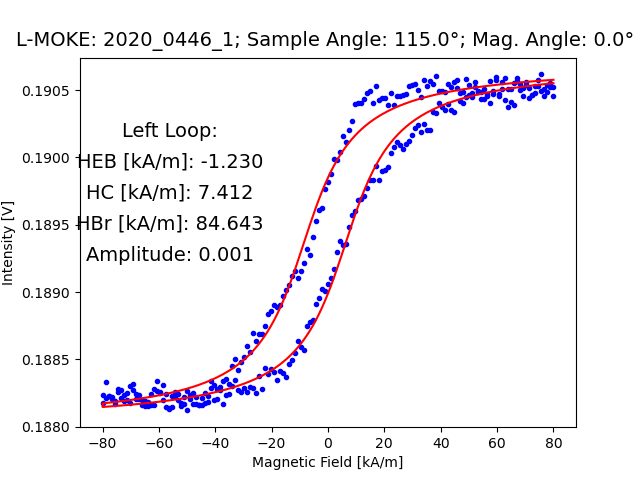 L-MOKE: 2020_0446_1; Sample Angle: 115.0°; Mag. Angle: 0.0°
Left Loop:
HEB [kA/m]: -1.230
HC [kA/m]: 7.412
HBr [kA/m]: 84.643
Amplitude: 0.001
Intensity [V]
0.1905
0.1900
0.1895
0.1890
0.1885
0.1880
−80 −60 −40 −20 0 20 40 60 80
Magnetic Field [kA/m]